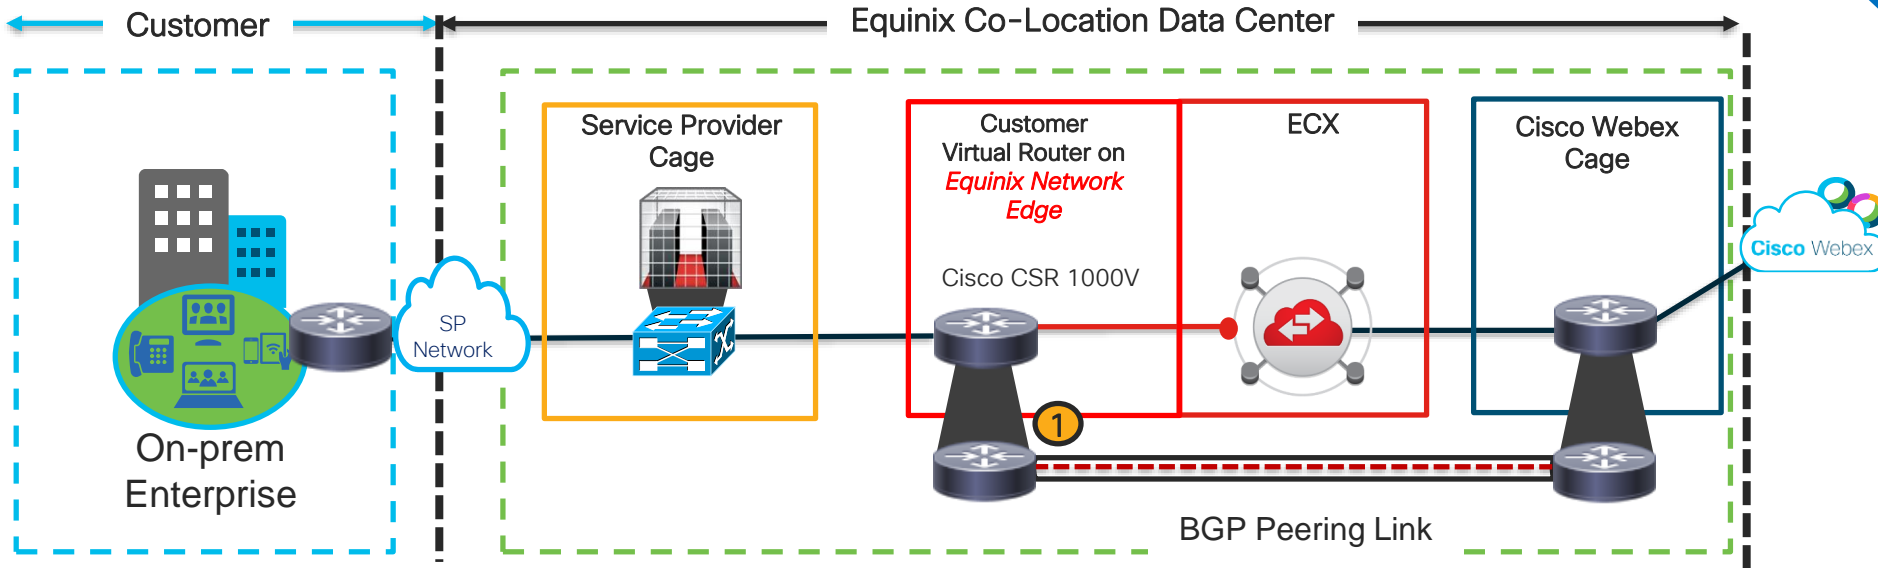 Customer
Equinix Co-Location Data Center
Service Provider
Cage
Customer
Virtual Router on
Equinix Network
Edge
ECX
Cisco Webex
Cage
Cisco CSR 1000V
Cisco Webex
SP
Network
1
On-prem
Enterprise
BGP Peering Link